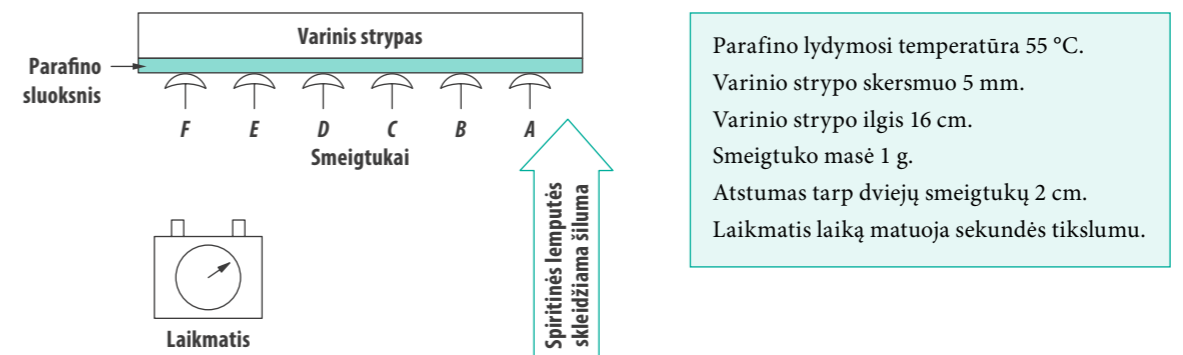 Varinis strypas
Parafino
sluoksnis
F E D C B A
Smeigtukai
Spiritinės lemputės
skleidžiama šiluma
Laikmatis
Parafino lydymosi temperatūra 55 °C.
Varinio strypo skersmuo 5 mm.
Varinio strypo ilgis 16 cm.
Smeigtuko masė 1 g.
Atstumas tarp dviejų smeigtukų 2 cm.
Laikmatis laiką matuoja sekundės tikslumu.